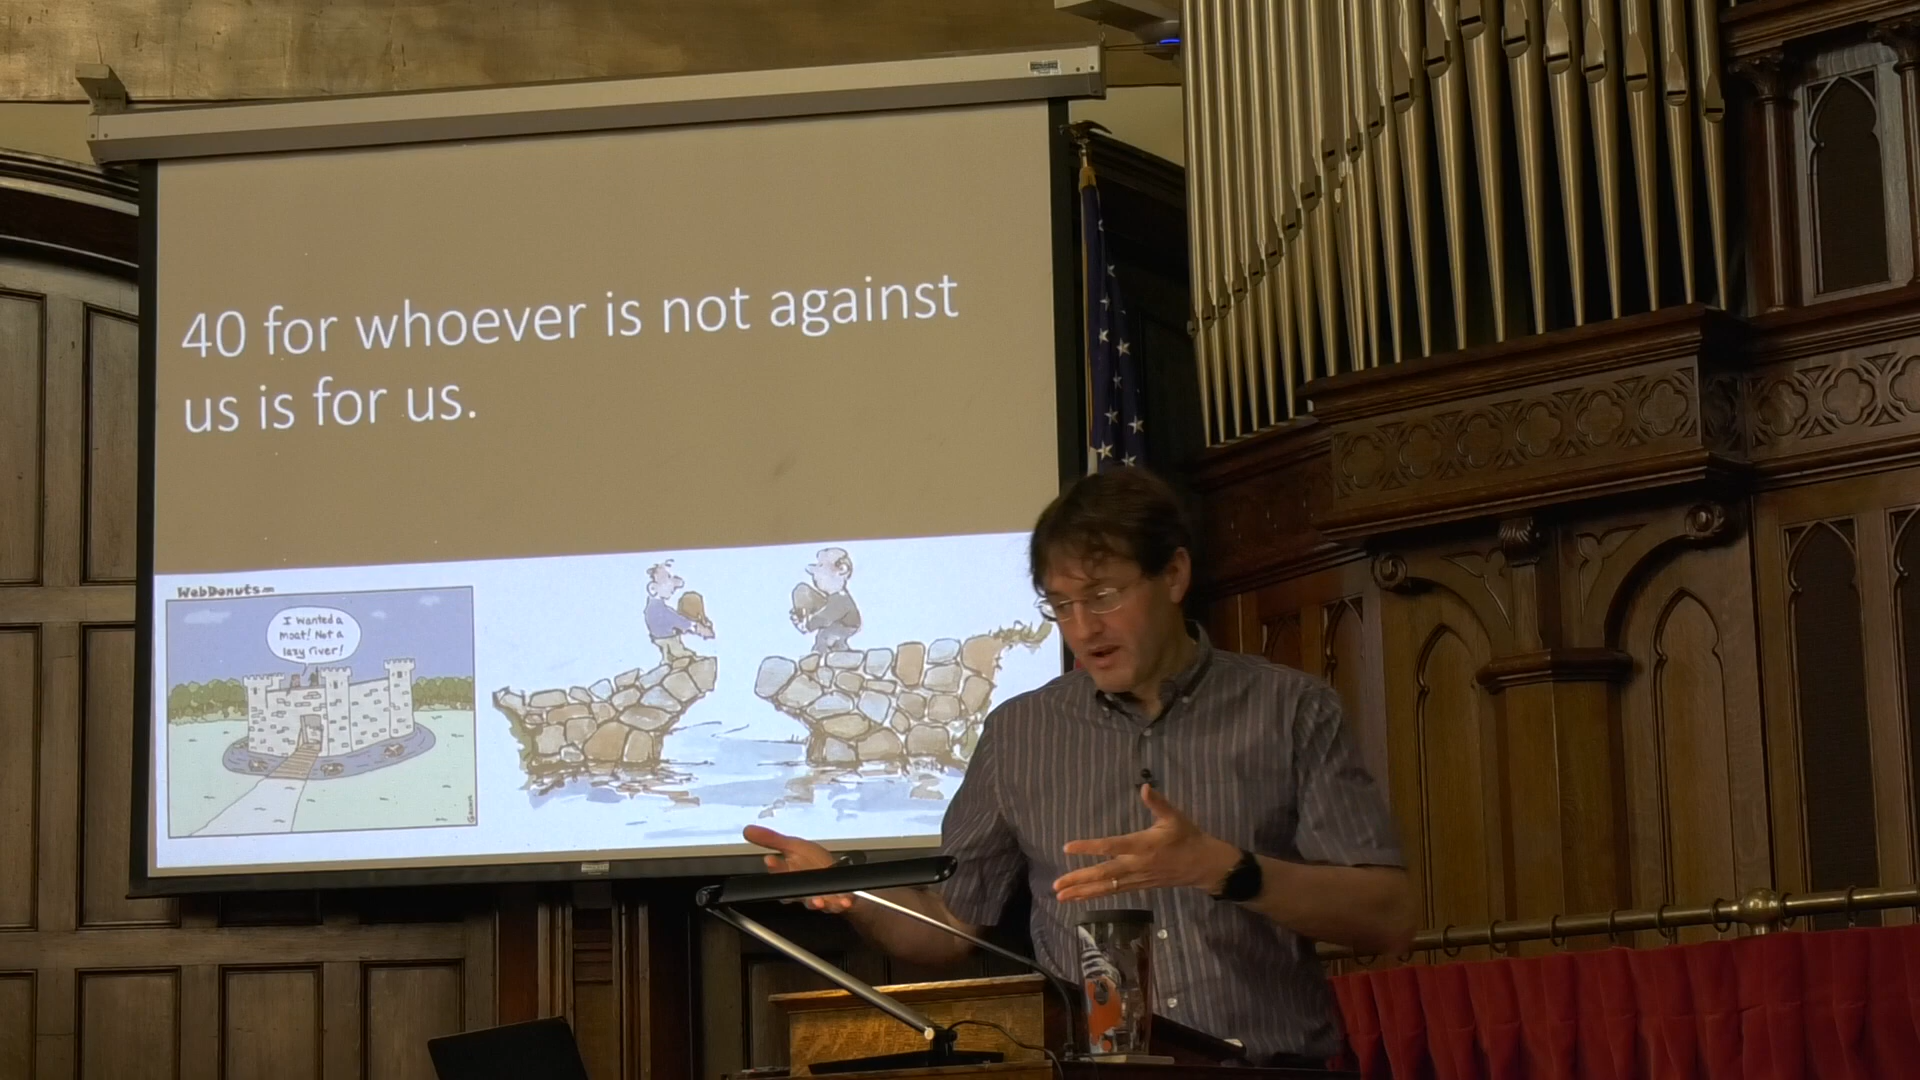 40 for whoever is not against
us is for us.
WebDonuts
I wanted a
moat! Not a
lazy river!